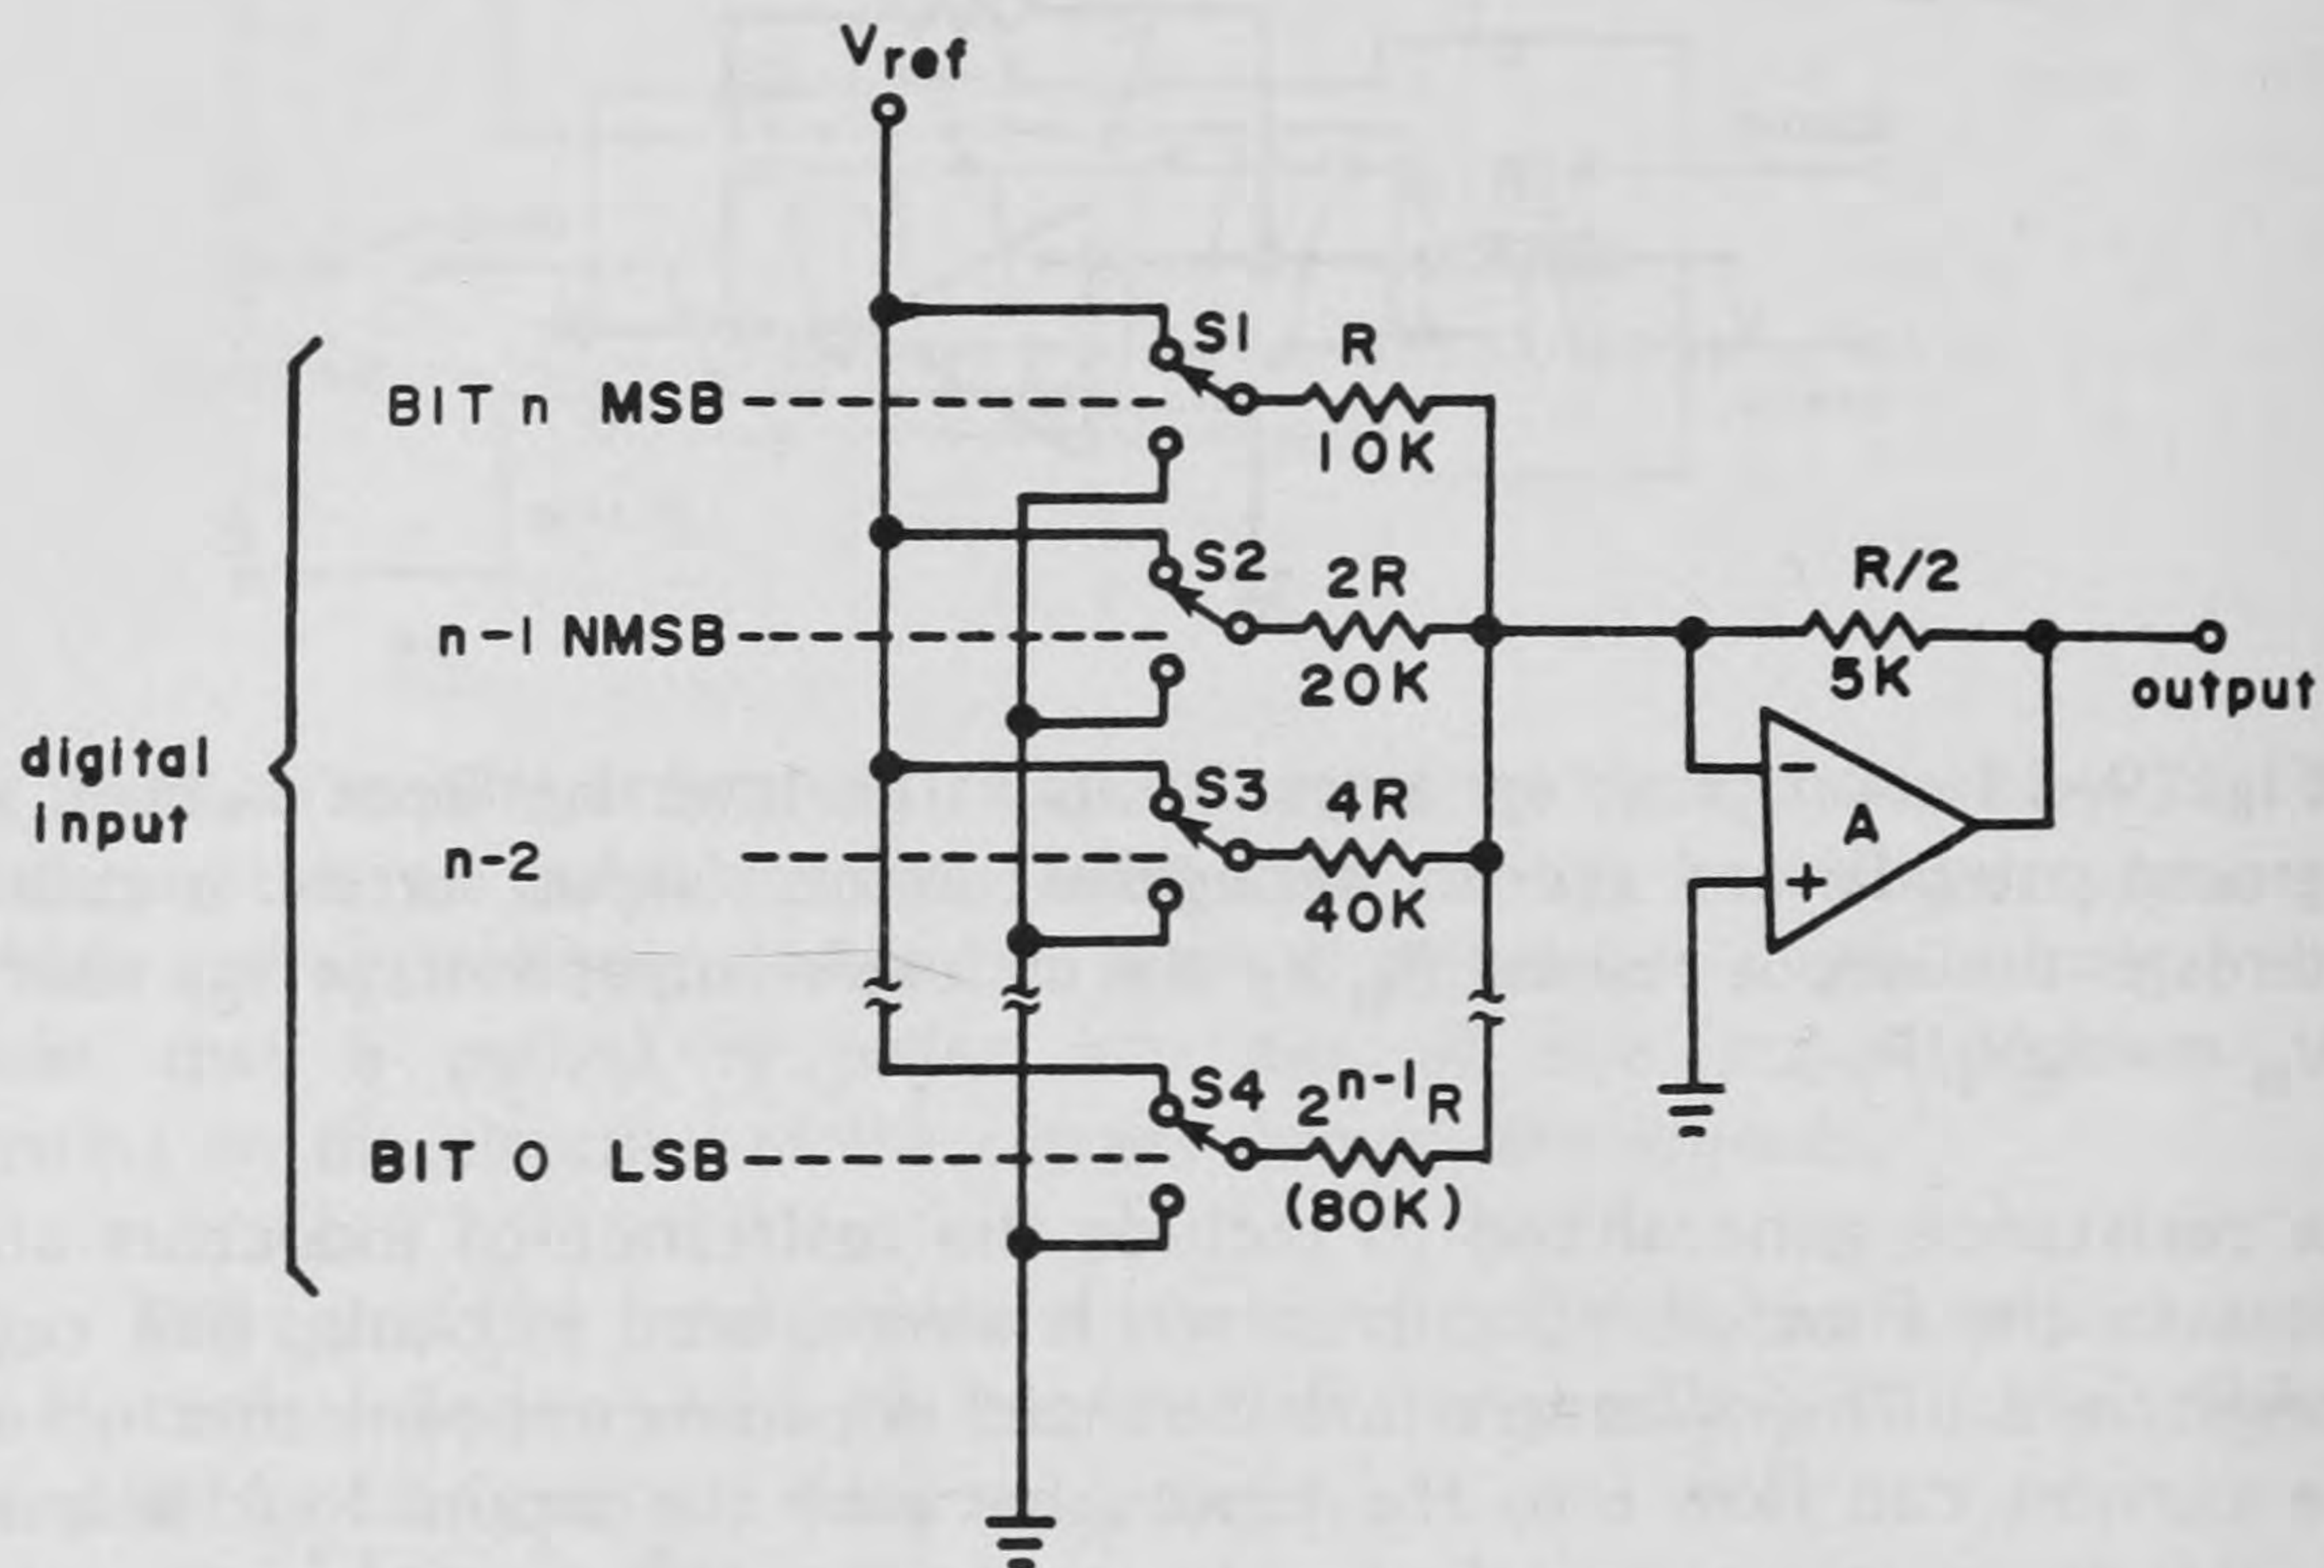 Vref
S1
R
BIT n MSB
10K
S2
2R
R/2
n-1 NMSB
20K
5K
output
digital
input
S3
4R
-
A
n-2
+
40K
S4
2n-1R
BIT 0 LSB
(80K)